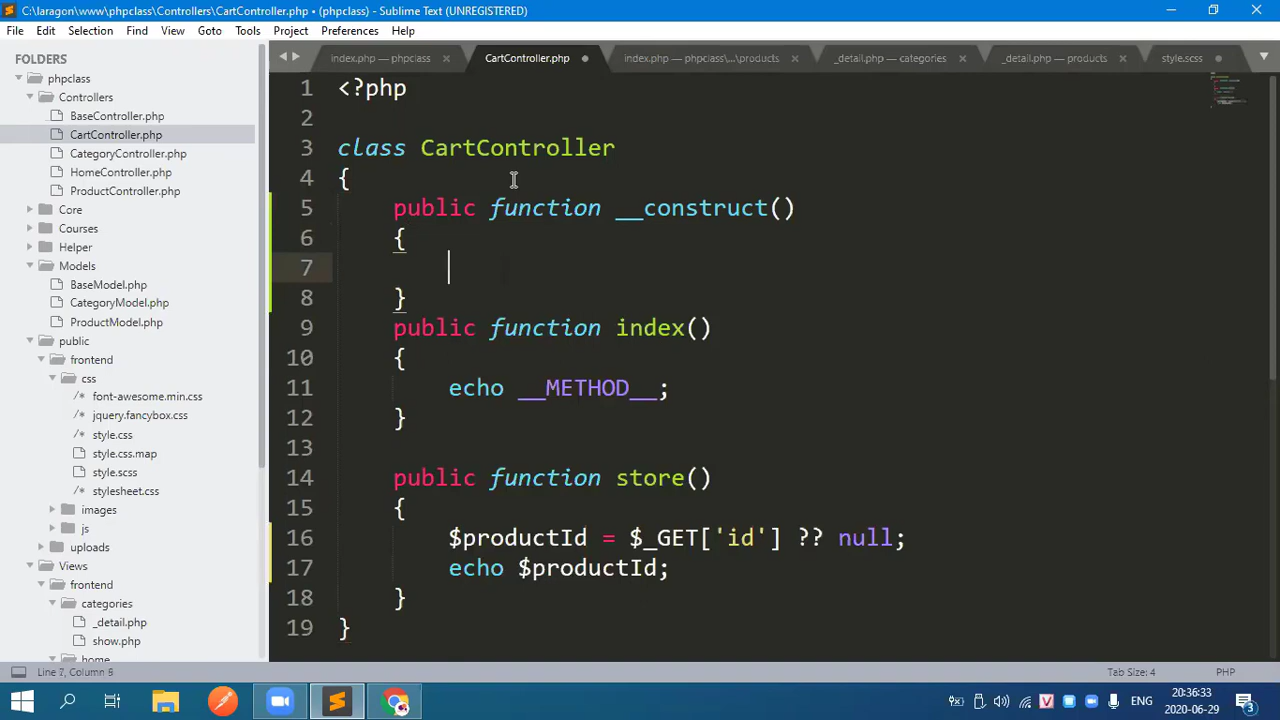 C:\laragon\www\phpclass\Controllers\CartController.php • (phpclass) - Sublime Text (UNREGISTERED)
File Edit Selection Find View Goto Tools Project Preferences Help
FOLDERS
phpclass
Controllers
BaseController.php
CartController.php
CategoryController.php
HomeController.php
ProductController.php
Core
Core
Helper
Models
BaseModel.php
CategoryModel.php
ProductModel.php
public
frontend
css
font-awesome.min.css
jquery.fancybox.css
style.css
style.css.map
style.scss
stylesheet.css
images
js
uploads
Views
frontend
categories
_detail.php
show.php
home
index.php — phpclass CartController.php index.php — phpclass\...\products _detail.php — categories _detail.php — products style.scss
1 <?php
2
3 class CartController
4 {
5 public function __construct()
6 {
7
8 }
9 public function index()
10 {
11 echo __METHOD__;
12 }
13
14 public function store()
15 {
16 $productId = $_GET['id'] ?? null;
17 echo $productId;
18 }
19 }
Line 7, Column 9 Tab Size: 4 PHP
ENG 20:36:33
2020-06-29 3